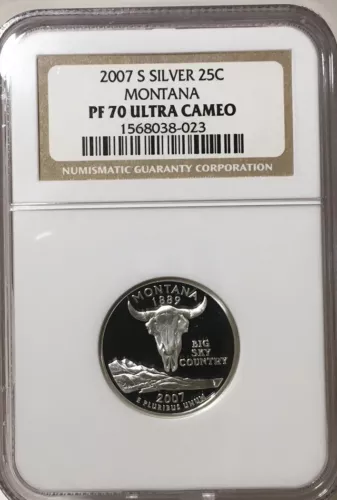 2007 S SILVER 25C
MONTANA
PF 70 ULTRA CAMEO
1568038-023
NUMISMATIC GUARANTY CORPORATION
MONTANA
1889
BIG
SKY
COUNTRY
2007
E PLURIBUS UNUM